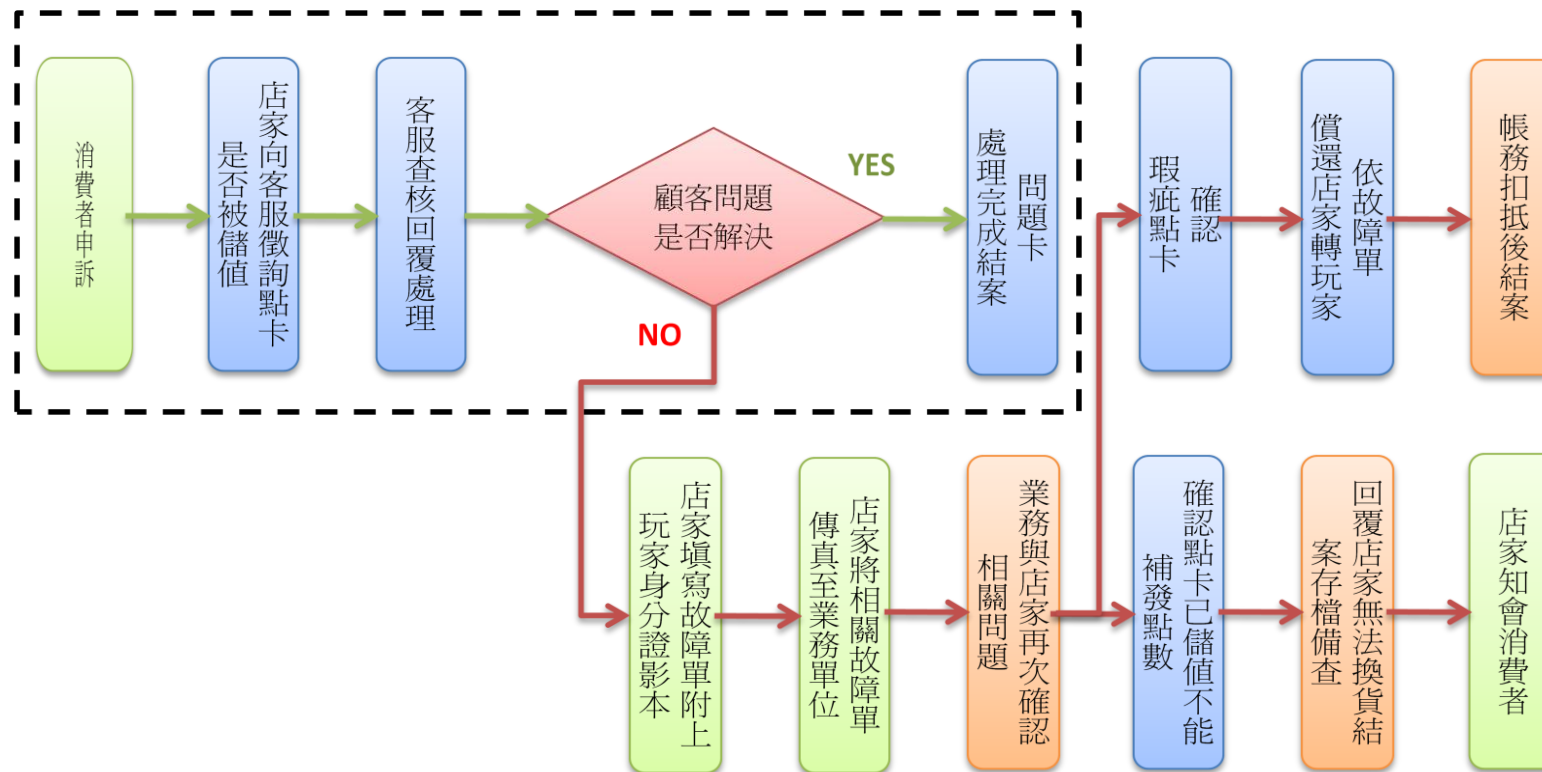 消費者申訴
店家向客服徵詢點卡
是否被儲值
客服查核回覆處理
顧客問題
是否解決
YES
NO
問題卡
處理完成結案
確認
瑕疵點卡
依故障單
償還店家轉玩家
帳務扣抵後結案
店家填寫故障單附上
玩家身分證影本
店家將相關故障單
傳真至業務單位
業務與店家再次確認
相關問題
確認點卡已儲值不能
補發點數
回覆店家無法換貨結
案存檔備查
店家知會消費者